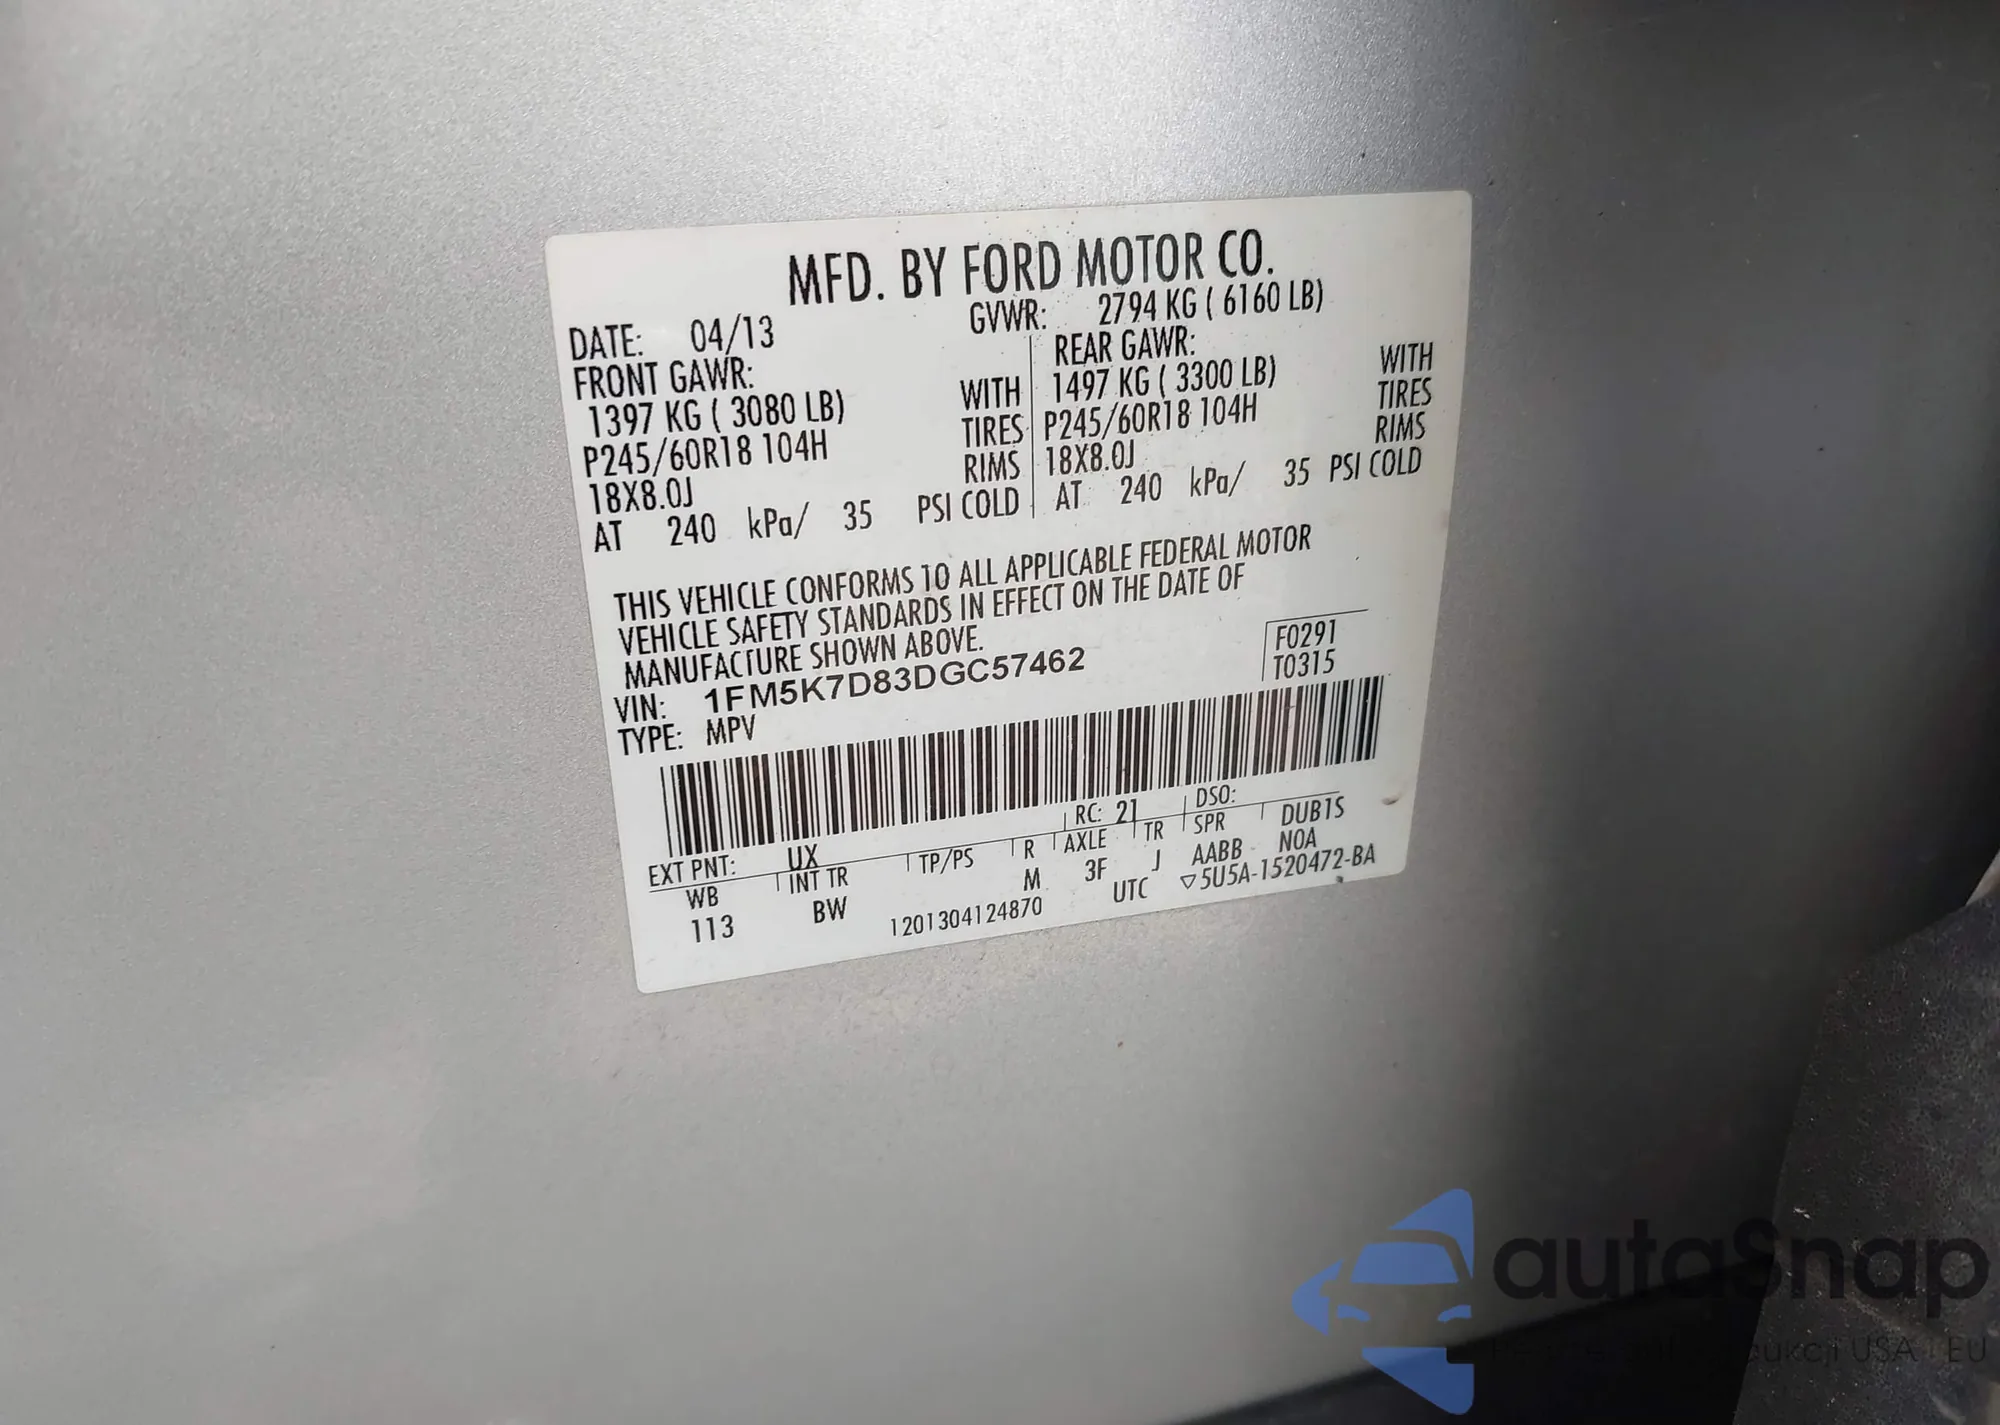 MFD. BY FORD MOTOR CO.
DATE: 04/13 GVWR: 2794 KG ( 6160 LB)
FRONT GAWR: REAR GAWR:
1397 KG ( 3080 LB) WITH 1497 KG ( 3300 LB) WITH
P245/60R18 104H TIRES P245/60R18 104H TIRES
18X8.0J RIMS 18X8.0J RIMS
AT 240 kPa/ 35 PSI COLD AT 240 kPa/ 35 PSI COLD
THIS VEHICLE CONFORMS TO ALL APPLICABLE FEDERAL MOTOR
VEHICLE SAFETY STANDARDS IN EFFECT ON THE DATE OF
MANUFACTURE SHOWN ABOVE.
F0291
VIN: 1FM5K7D83DGC57462
T0315
TYPE: MPV
EXT PNT: UX RC: 21 DSO:
WB INT TR TP/PS R AXLE TR SPR DUB1S
113 BW M 3F J AABB N0A
1201304124870 UTC ▽5U5A-1520472-BA
autaSnap
USA EU